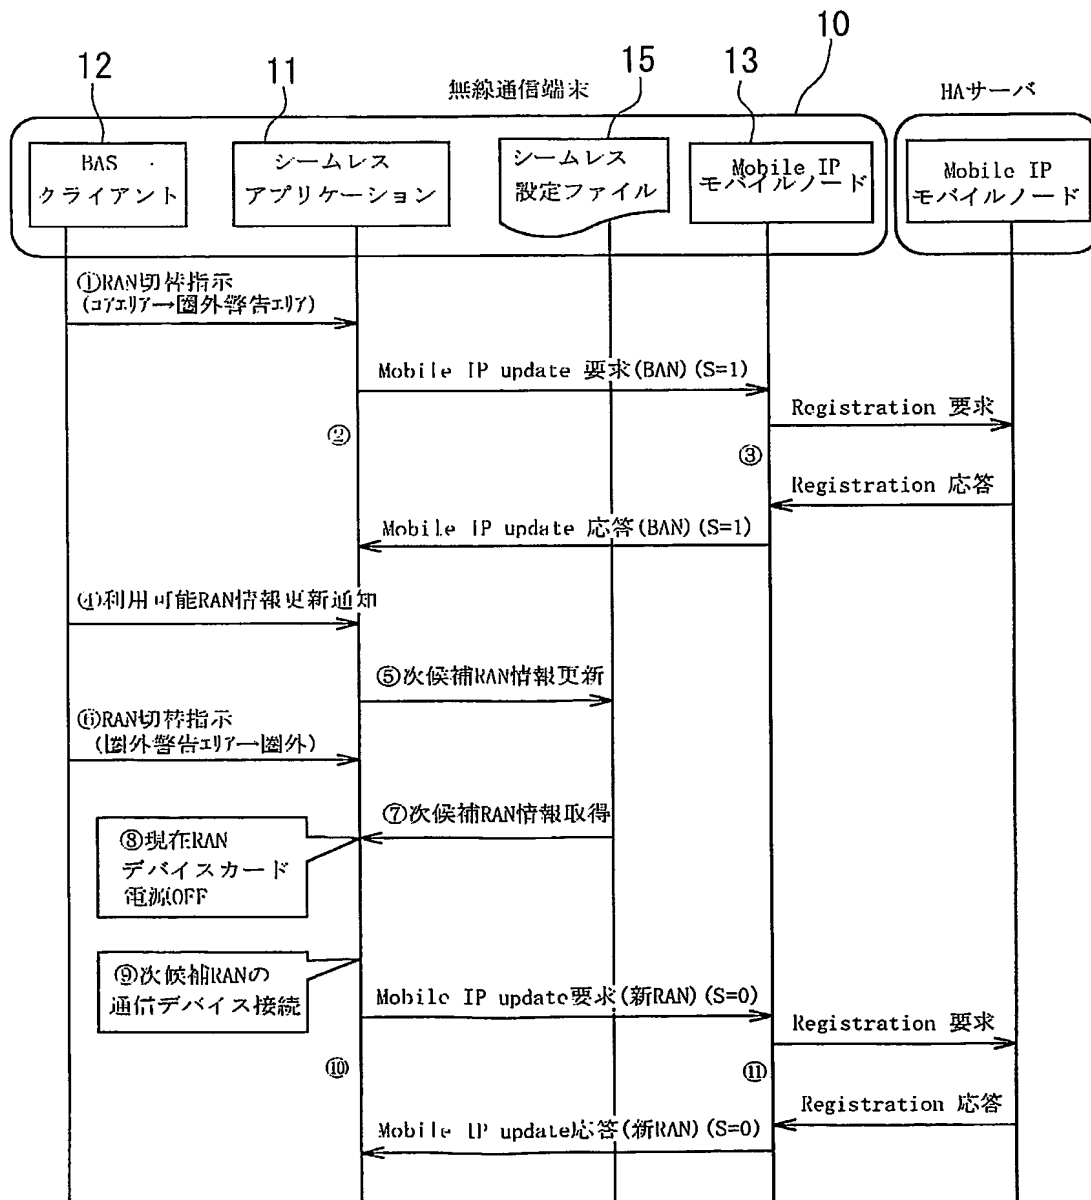 10
12
11
15
13
無線通信端末
HAサーバ
BAS
クライアント
シームレス
アプリケーション
シームレス
設定ファイル
Mobile IP
モバイルノード
Mobile IP
モバイルノード
①RAN切替指示
(コアエリア→圏外警告エリア)
Mobile IP update 要求(BAN)(S=1)
Registration 要求
②
③
Registration 応答
Mobile IP update 応答(BAN)(S=1)
④利用可能RAN情報更新通知
⑤次候補RAN情報更新
⑥RAN切替指示
(圏外警告エリア→圏外)
⑦次候補RAN情報取得
⑧現在RAN
デバイスカード
電源OFF
⑨次候補RANの
通信デバイス接続
Mobile IP update要求(新RAN)(S=0)
Registration 要求
⑩
⑪
Registration 応答
Mobile IP update応答(新RAN)(S=0)